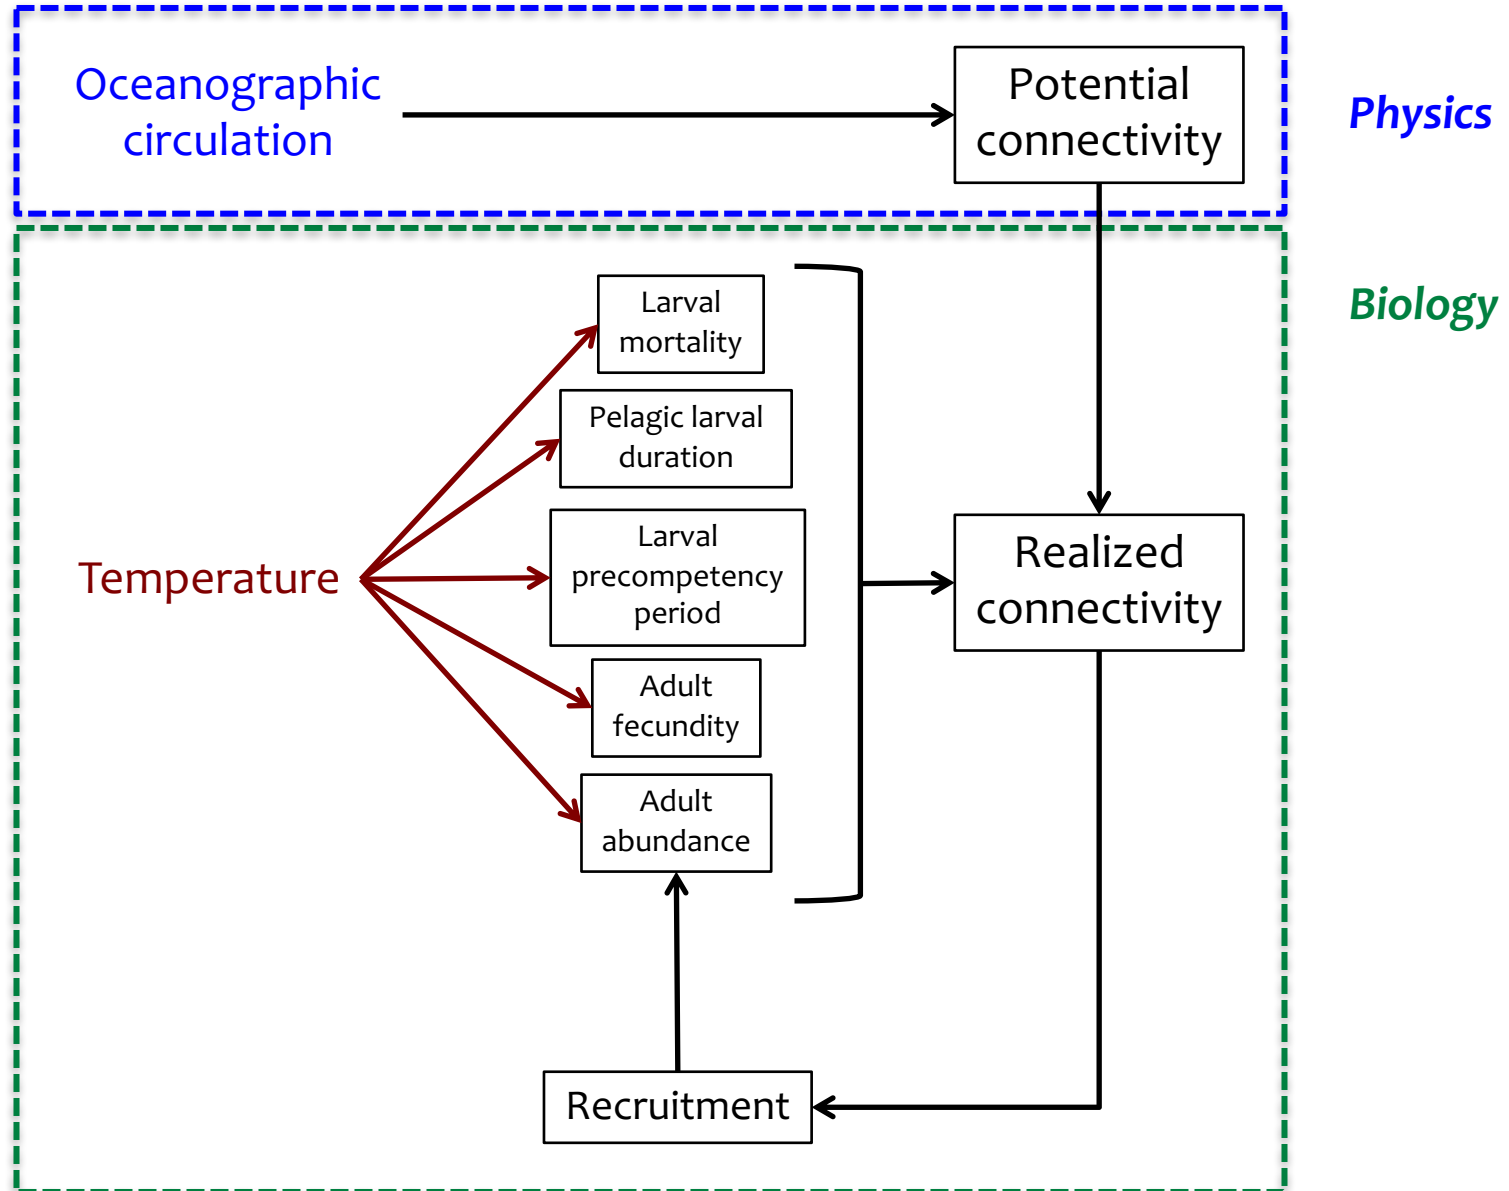 Oceanographic
circulation
Potential
connectivity
Physics
Biology
Larval
mortality
Pelagic larval
duration
Larval
precompetency
period
Temperature
Realized
connectivity
Adult
fecundity
Adult
abundance
Recruitment